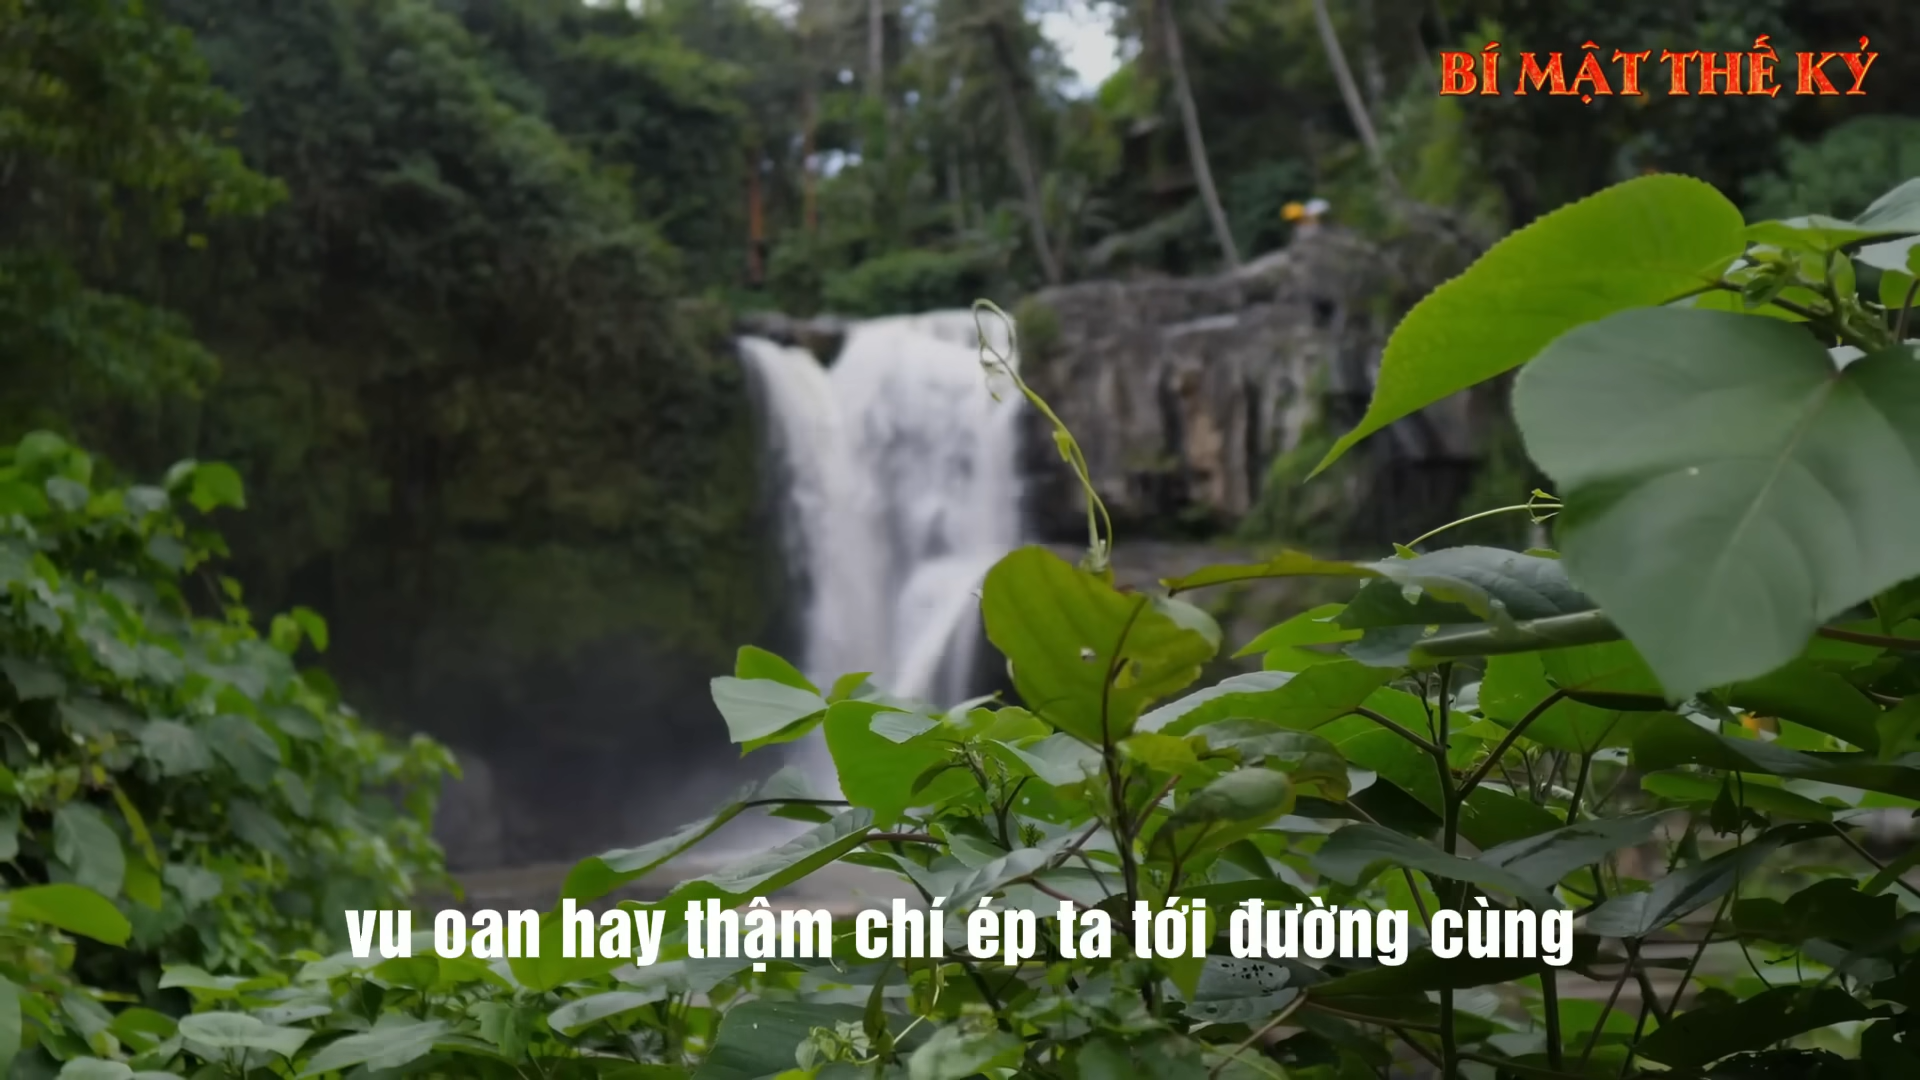 BÍ MẬT THẾ KỶ
vu oan hay thậm chí ép ta tới đường cùng